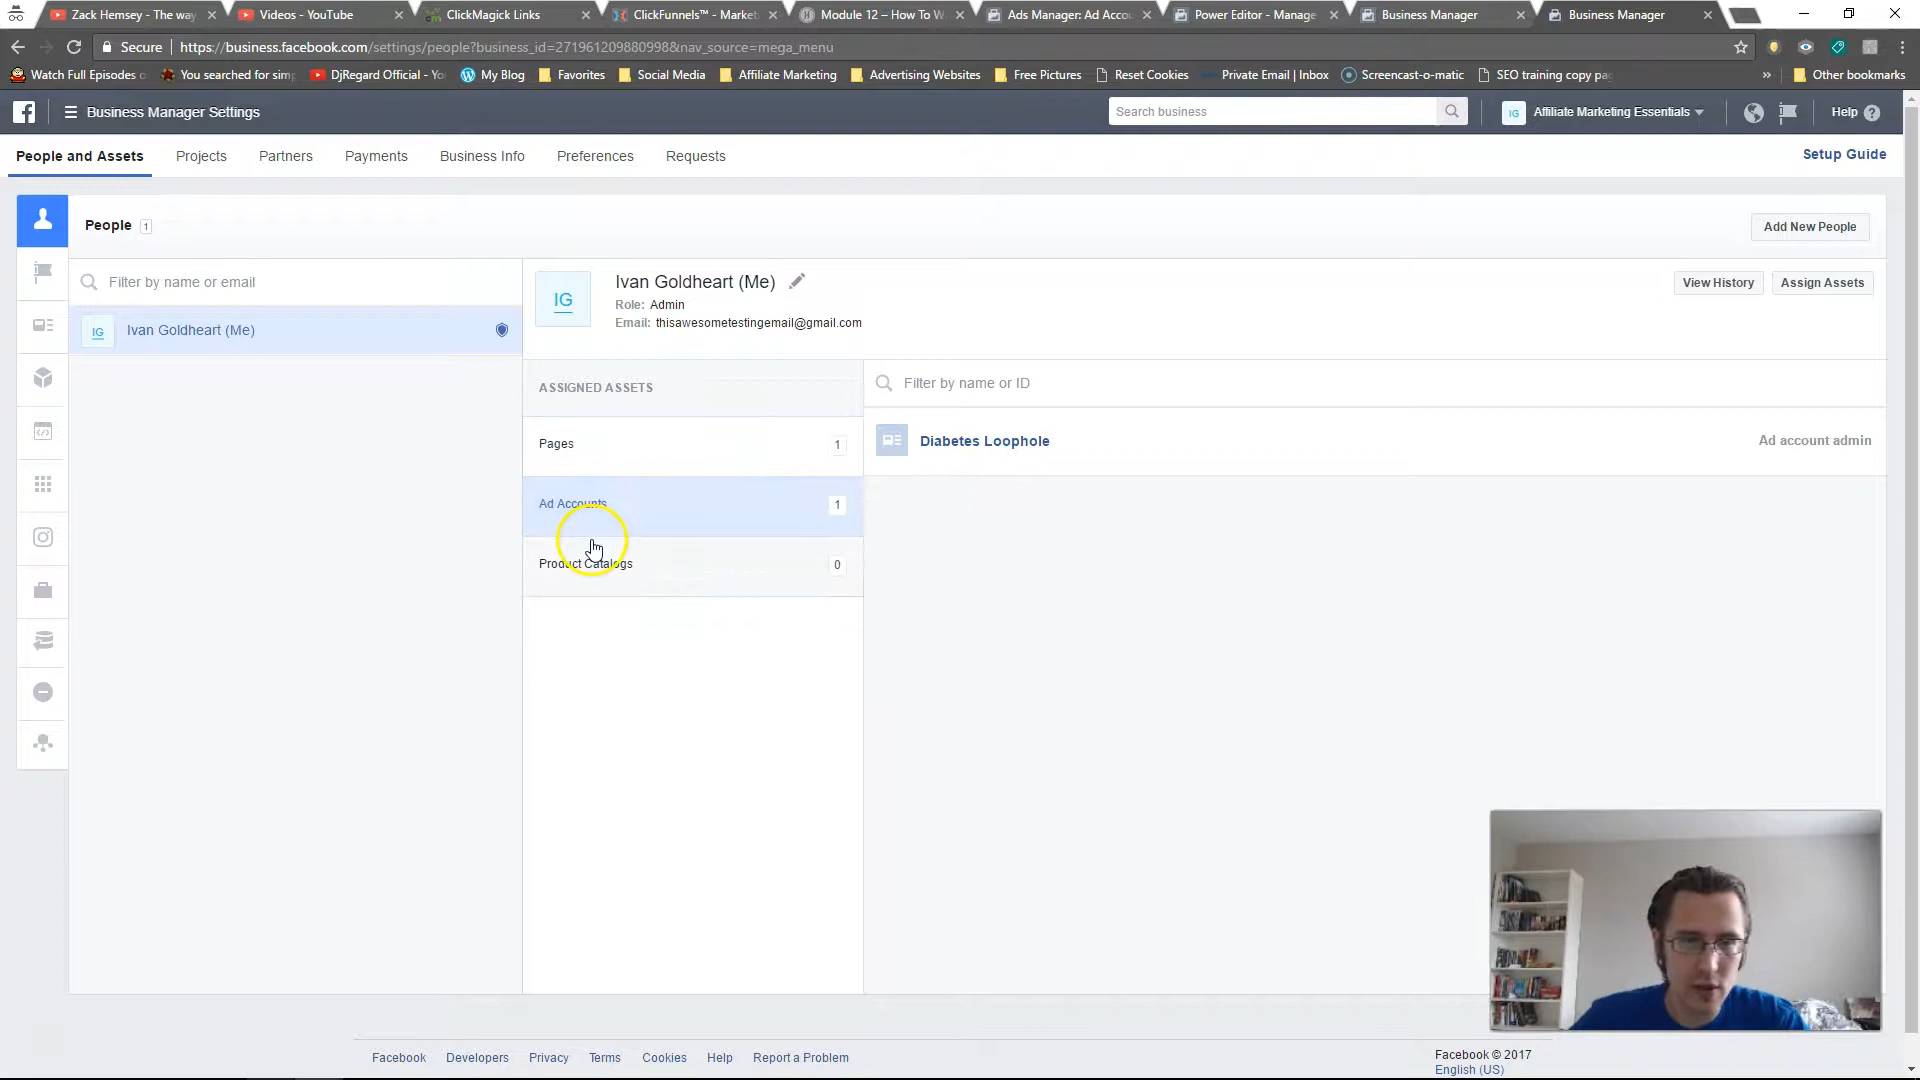 Zack Hemsey - The way
Videos - YouTube
ClickMagick Links
ClickFunnels™ - Market
Module 12 – How To W
Ads Manager: Ad Accou
Power Editor - Manage
Business Manager
Business Manager
Secure
https://business.facebook.com/settings/people?business_id=271961209880998&nav_source=mega_menu
Watch Full Episodes o
You searched for sim
DjRegard Official - Yo
My Blog
Favorites
Social Media
Affiliate Marketing
Advertising Websites
Free Pictures
Reset Cookies
Private Email | Inbox
Screencast-o-matic
SEO training copy pag
»
Other bookmarks
Business Manager Settings
Search business
IG
Affiliate Marketing Essentials
Help
People and Assets
Projects
Partners
Payments
Business Info
Preferences
Requests
Setup Guide
People 1
Add New People
Filter by name or email
IG
Ivan Goldheart (Me)
IG
Ivan Goldheart (Me)
Role: Admin
Email: thisawesometestingemail@gmail.com
View History
Assign Assets
ASSIGNED ASSETS
Pages 1
Ad Accounts 1
Product Catalogs 0
Filter by name or ID
Diabetes Loophole
Ad account admin
Facebook
Developers
Privacy
Terms
Cookies
Help
Report a Problem
Facebook © 2017
English (US)